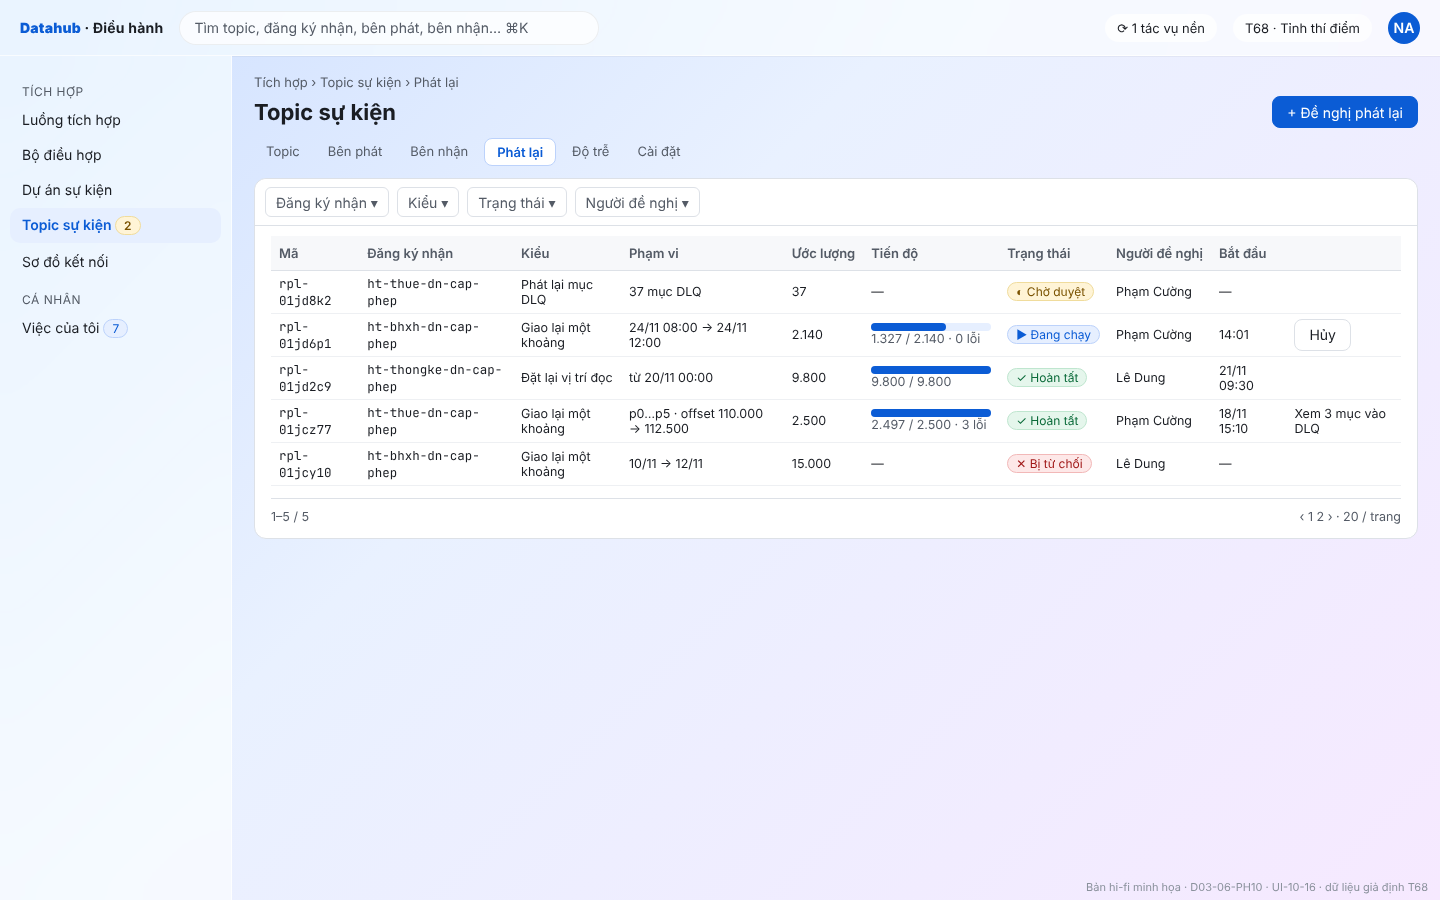 Datahub · Điều hành
Tìm topic, đăng ký nhận, bên phát, bên nhận... ⌘K
⟳ 1 tác vụ nền
T68 · Tỉnh thí điểm
NA
TÍCH HỢP
Luồng tích hợp
Bộ điều hợp
Dự án sự kiện
Topic sự kiện 2
Sơ đồ kết nối
CÁ NHÂN
Việc của tôi 7
Tích hợp › Topic sự kiện › Phát lại
Topic sự kiện
+ Đề nghị phát lại
Topic Bên phát Bên nhận Phát lại Độ trễ Cài đặt
Đăng ký nhận ▾ Kiểu ▾ Trạng thái ▾ Người đề nghị ▾
Mã Đăng ký nhận Kiểu Phạm vi Ước lượng Tiến độ Trạng thái Người đề nghị Bắt đầu
rpl-
01jd8k2
ht-thue-dn-cap-
phep
Phát lại mục
DLQ
37 mục DLQ
37
—
Chờ duyệt
Phạm Cường
—
rpl-
01jd6p1
ht-bhxh-dn-cap-
phep
Giao lại một
khoảng
24/11 08:00 → 24/11
12:00
2.140
1.327 / 2.140 · 0 lỗi
▶ Đang chạy
Phạm Cường
14:01
Hủy
rpl-
01jd2c9
ht-thongke-dn-cap-
phep
Đặt lại vị trí đọc
từ 20/11 00:00
9.800
9.800 / 9.800
✓ Hoàn tất
Lê Dung
21/11
09:30
rpl-
01jcz77
ht-thue-dn-cap-
phep
Giao lại một
khoảng
p0…p5 · offset 110.000
→ 112.500
2.500
2.497 / 2.500 · 3 lỗi
✓ Hoàn tất
Phạm Cường
18/11
15:10
Xem 3 mục vào
DLQ
rpl-
01jcy10
ht-bhxh-dn-cap-
phep
Giao lại một
khoảng
10/11 → 12/11
15.000
—
✕ Bị từ chối
Lê Dung
—
1–5 / 5
‹ 1 2 › · 20 / trang
Bản hi-fi minh họa · D03-06-PH10 · UI-10-16 · dữ liệu giả định T68